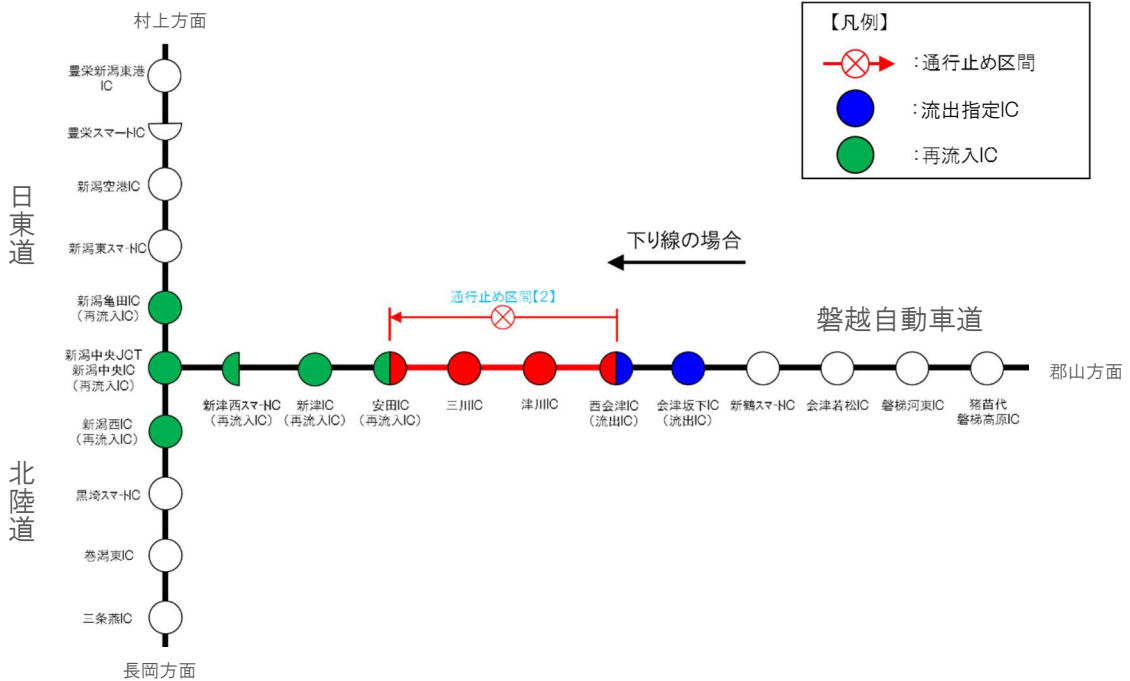 村上方面
【凡例】
：通行止め区間
：流出指定IC
：再流入IC
豊栄新潟東港
IC
豊栄スマートIC
新潟空港IC
新潟東スマートIC
新潟亀田IC
（再流入IC）
新潟中央JCT
新潟中央IC
（再流入IC）
新潟西IC
（再流入IC）
黒埼スマートIC
巻潟東IC
三条燕IC
長岡方面
日東道
北陸道
下り線の場合
通行止め区間【2】
磐越自動車道
郡山方面
新津西スマートIC
（再流入IC）
新津IC
（再流入IC）
安田IC
（再流入IC）
三川IC
津川IC
西会津IC
（流出IC）
会津坂下IC
（流出IC）
新鶴スマートIC
会津若松IC
磐梯河東IC
猪苗代
磐梯高原IC